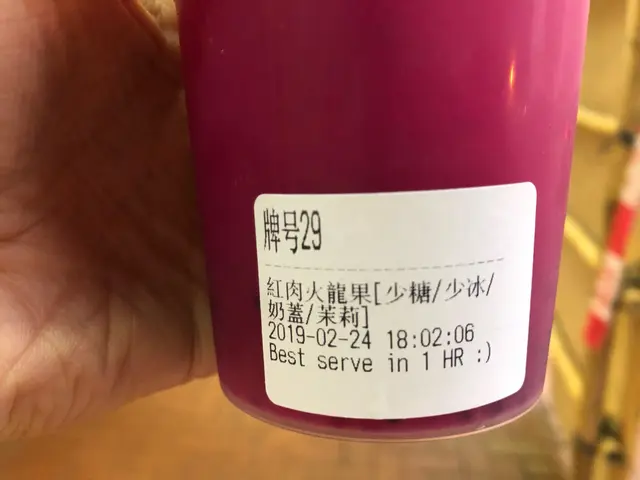 牌号29
紅肉火龍果[少糖/少冰/
奶蓋/茉莉]
2019-02-24 18:02:06
Best serve in 1 HR :)